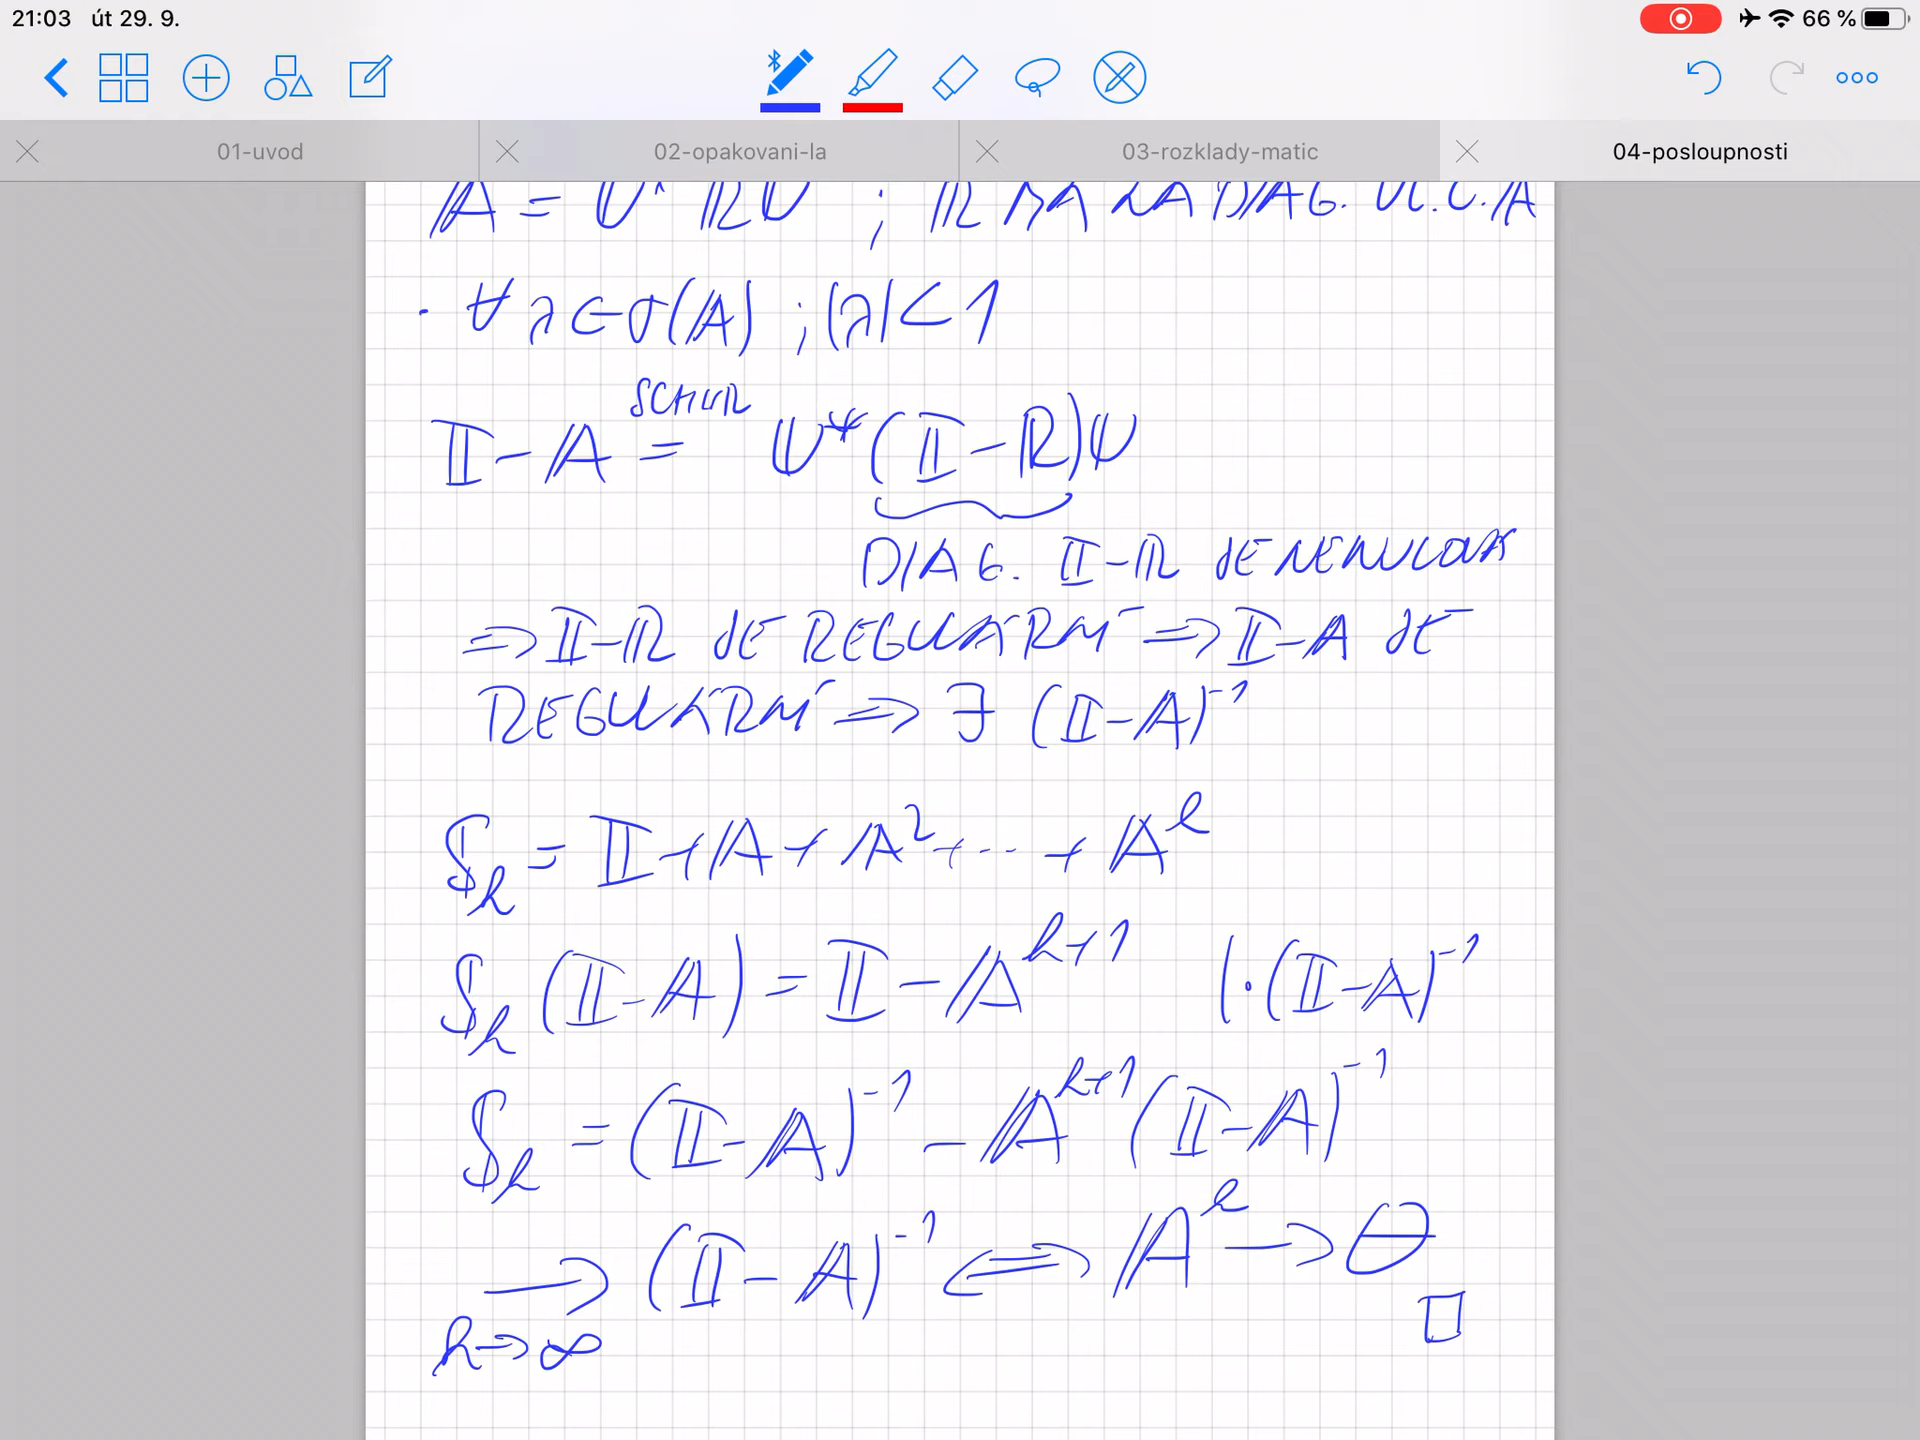 21:03 út 29. 9. 66 %
01-uvod 02-opakovani-la 03-rozklady-matic 04-posloupnosti
A = U* R U ; R MÁ NA DIAG. VL.Č. A
· ∀ λ ∈ σ(A) ; |λ| < 1
I - A = SCHUR U* (I - R) U
DIAG. I - R JE NENULOVÁ
⇒ I - R JE REGULÁRNÍ ⇒ I - A JE
REGULÁRNÍ ⇒ ∃ (I - A)⁻¹
S_k = I + A + A² + ··· + A^k
S_k (I - A) = I - A^{k+1} / · (I - A)⁻¹
S_k = (I - A)⁻¹ - A^{k+1} (I - A)⁻¹
→ (I - A)⁻¹ ⇔ A^k → Θ
k → ∞ □